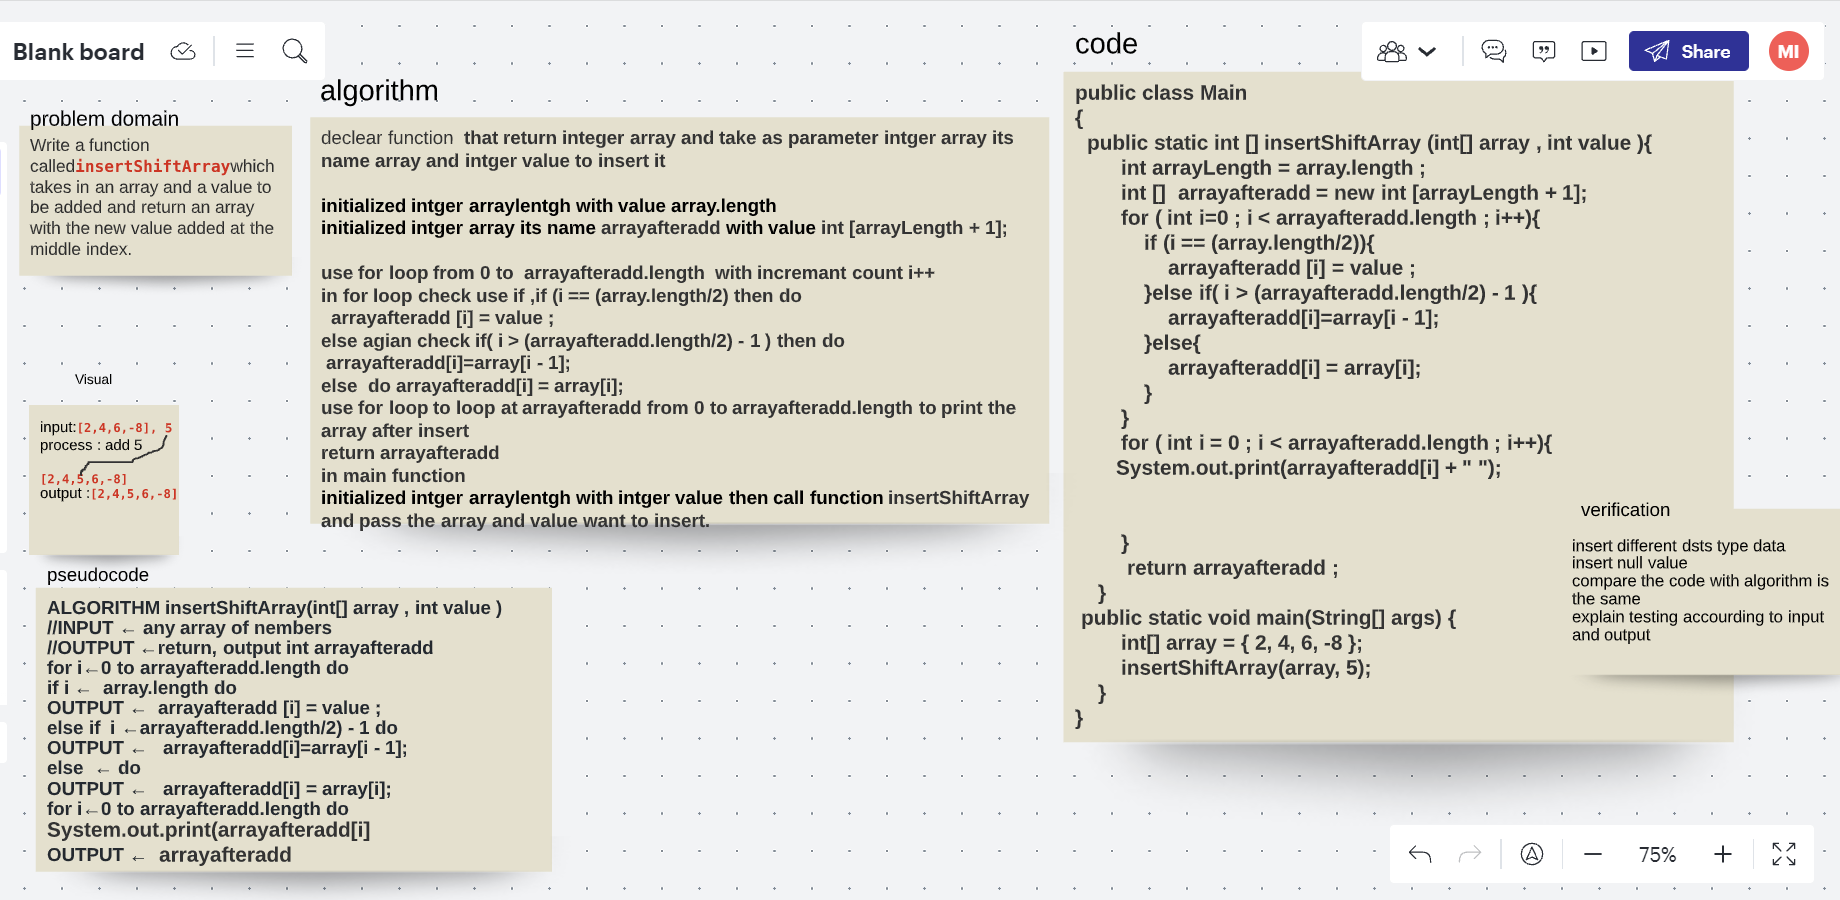 Blank board
Share
MI
problem domain
Write a function
calledinsertShiftArraywhich
takes in an array and a value to
be added and return an array
with the new value added at the
middle index.
Visual
input:[2,4,6,-8], 5
process : add 5
[2,4,5,6,-8]
output :[2,4,5,6,-8]
algorithm
declear function  that return integer array and take as parameter intger array its
name array and intger value to insert it
initialized intger arraylentgh with value array.length
initialized intger array its name arrayafteradd with value int [arrayLength + 1];
use for loop from 0 to  arrayafteradd.length  with incremant count i++
in for loop check use if ,if (i == (array.length/2) then do
arrayafteradd [i] = value ;
else agian check if( i > (arrayafteradd.length/2) - 1 ) then do
arrayafteradd[i]=array[i - 1];
else  do arrayafteradd[i] = array[i];
use for loop to loop at arrayafteradd from 0 to arrayafteradd.length to print the
array after insert
return arrayafteradd
in main function
initialized intger arraylentgh with intger value then call function insertShiftArray
and pass the array and value want to insert.
pseudocode
ALGORITHM insertShiftArray(int[] array , int value )
//INPUT ← any array of nembers
//OUTPUT ←return, output int arrayafteradd
for i←0 to arrayafteradd.length do
if i ←  array.length do
OUTPUT ←  arrayafteradd [i] = value ;
else if  i ←arrayafteradd.length/2) - 1 do
OUTPUT ←   arrayafteradd[i]=array[i - 1];
else  ← do
OUTPUT ←   arrayafteradd[i] = array[i];
for i←0 to arrayafteradd.length do
System.out.print(arrayafteradd[i]
OUTPUT ←  arrayafteradd
code
public class Main
{
public static int [] insertShiftArray (int[] array , int value ){
int arrayLength = array.length ;
int []  arrayafteradd = new int [arrayLength + 1];
for ( int i=0 ; i < arrayafteradd.length ; i++){
if (i == (array.length/2)){
arrayafteradd [i] = value ;
}else if( i > (arrayafteradd.length/2) - 1 ){
arrayafteradd[i]=array[i - 1];
}else{
arrayafteradd[i] = array[i];
}
}
for ( int i = 0 ; i < arrayafteradd.length ; i++){
System.out.print(arrayafteradd[i] + " ");
}
return arrayafteradd ;
}
public static void main(String[] args) {
int[] array = { 2, 4, 6, -8 };
insertShiftArray(array, 5);
}
}
verification
insert different dsts type data
insert null value
compare the code with algorithm is
the same
explain testing accourding to input
and output
75%